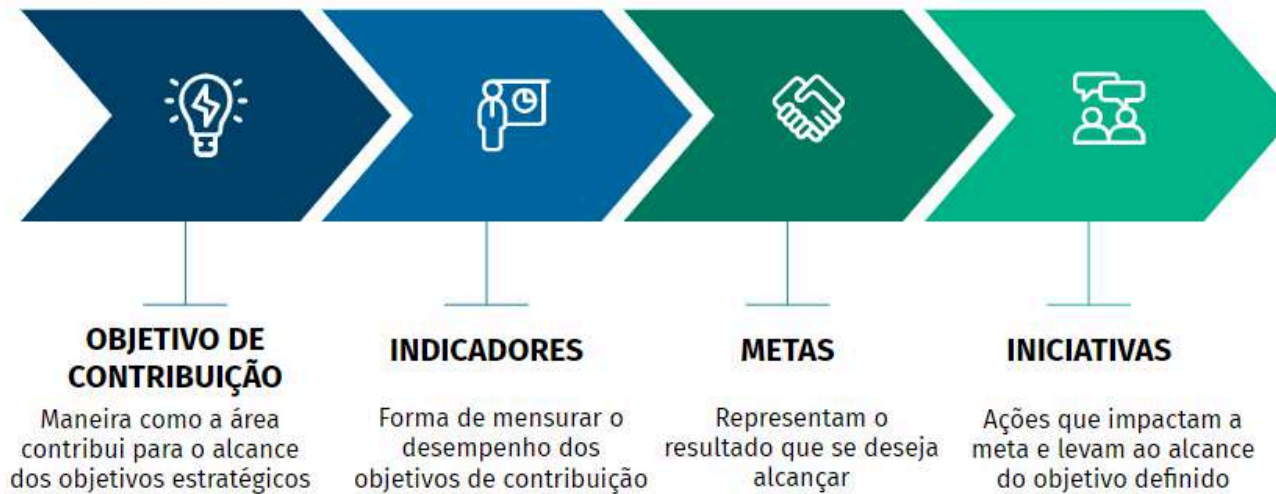 OBJETIVO DE
CONTRIBUIÇÃO
Maneira como a área
contribui para o alcance
dos objetivos estratégicos
INDICADORES
Forma de mensurar o
desempenho dos
objetivos de contribuição
METAS
Representam o
resultado que se deseja
alcançar
INICIATIVAS
Ações que impactam a
meta e levam ao alcance
do objetivo definido